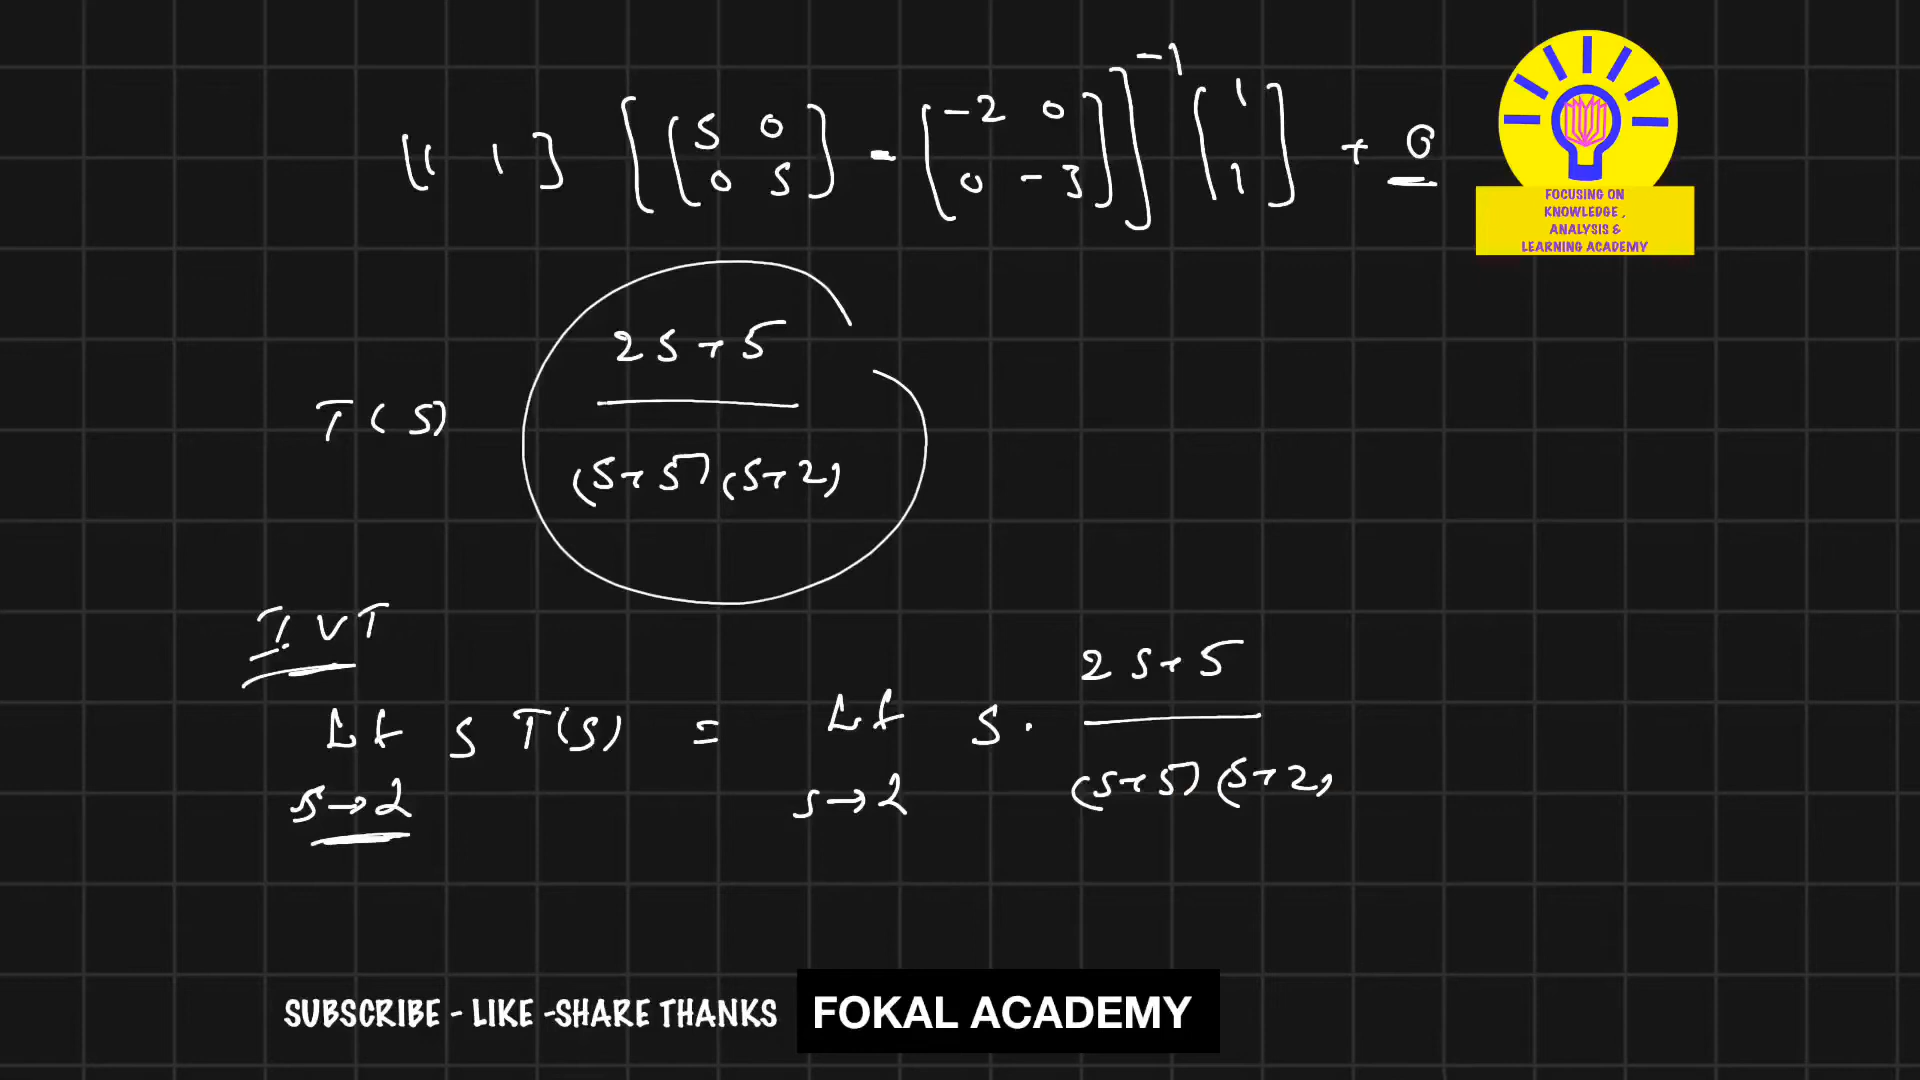 [1 1] [[s 0 0 s] - [-2 0 0 -3]]^-1 [1 1] + 0
FOCUSING ON
KNOWLEDGE ,
ANALYSIS &
LEARNING ACADEMY
T(s)
2s+5
(s+5)(s+2)
IVT
Lt s T(s) = Lt s. 2s+5
s→2 s→2 (s+5)(s+2)
SUBSCRIBE - LIKE -SHARE THANKS
FOKAL ACADEMY